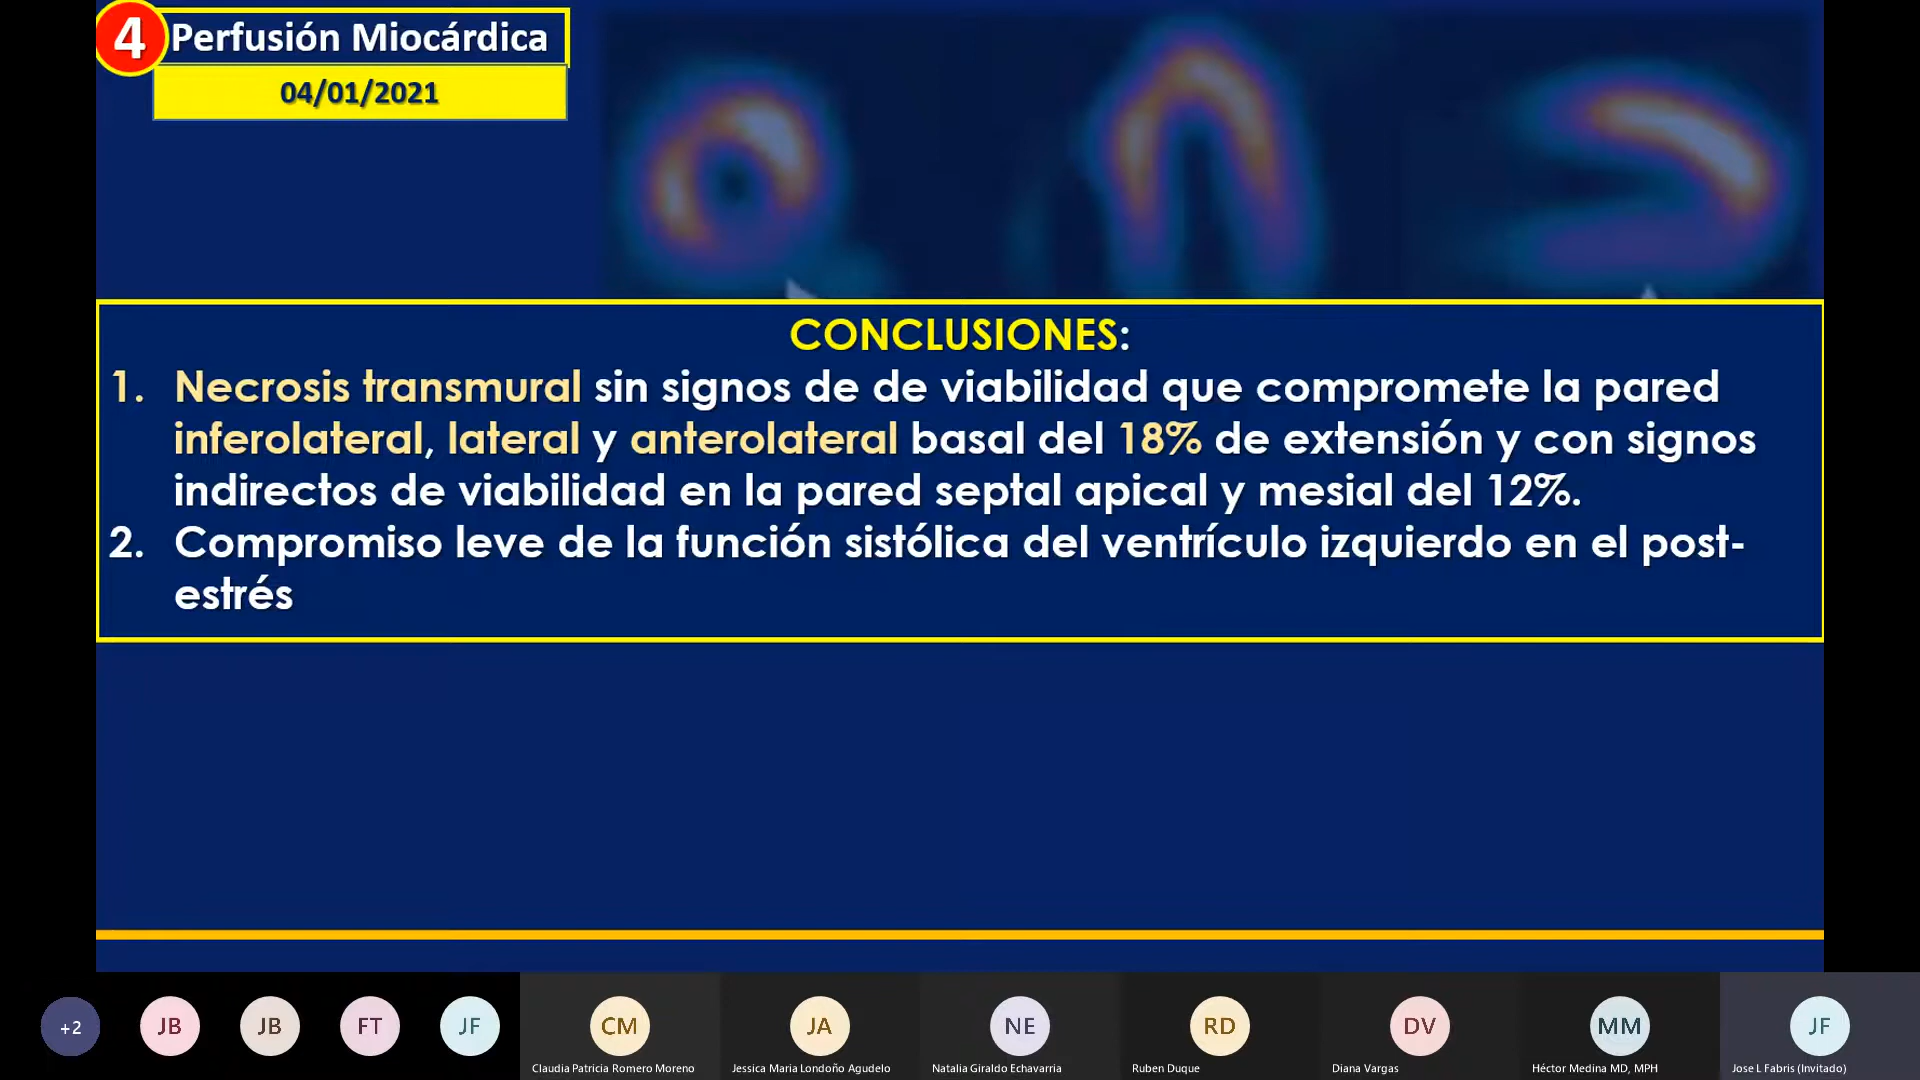 4 Perfusión Miocárdica
04/01/2021
CONCLUSIONES:
1. Necrosis transmural sin signos de de viabilidad que compromete la pared
inferolateral, lateral y anterolateral basal del 18% de extensión y con signos
indirectos de viabilidad en la pared septal apical y mesial del 12%.
2. Compromiso leve de la función sistólica del ventrículo izquierdo en el post-
estrés
+2 JB JB FT JF CM JA NE RD DV MM JF
Claudia Patricia Romero Moreno Jessica Maria Londoño Agudelo Natalia Giraldo Echavarria Ruben Duque Diana Vargas Héctor Medina MD, MPH Jose L Fabris (Invitado)